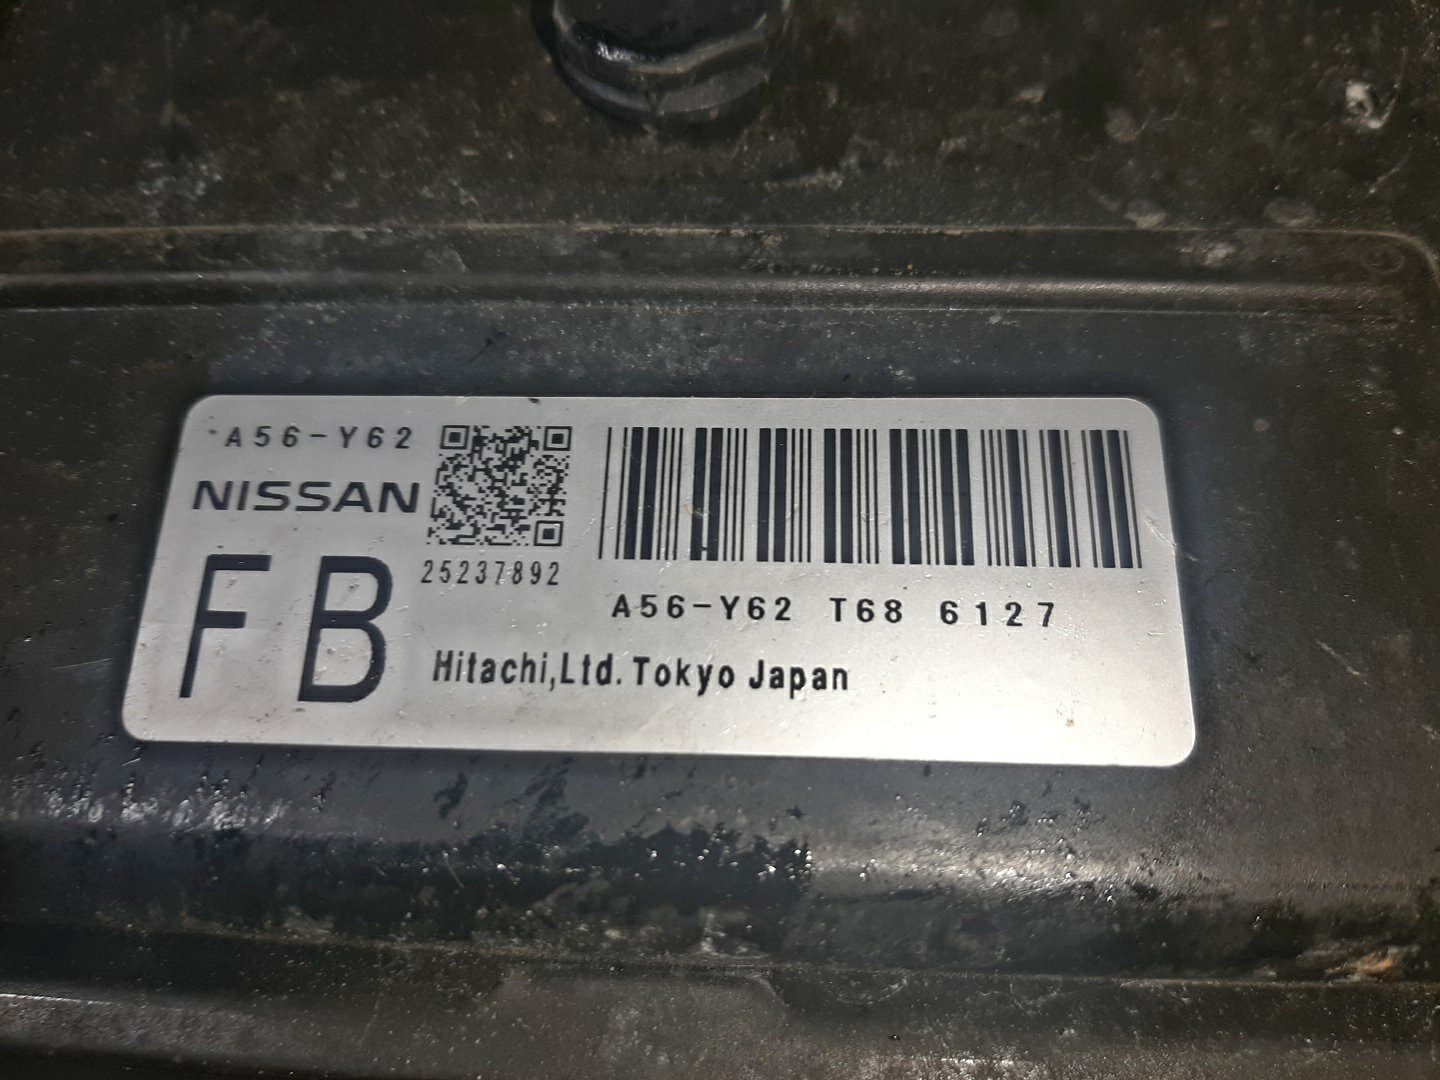 A56-Y62
NISSAN
FB
25237892
A56-Y62 T68 6127
Hitachi,Ltd. Tokyo Japan